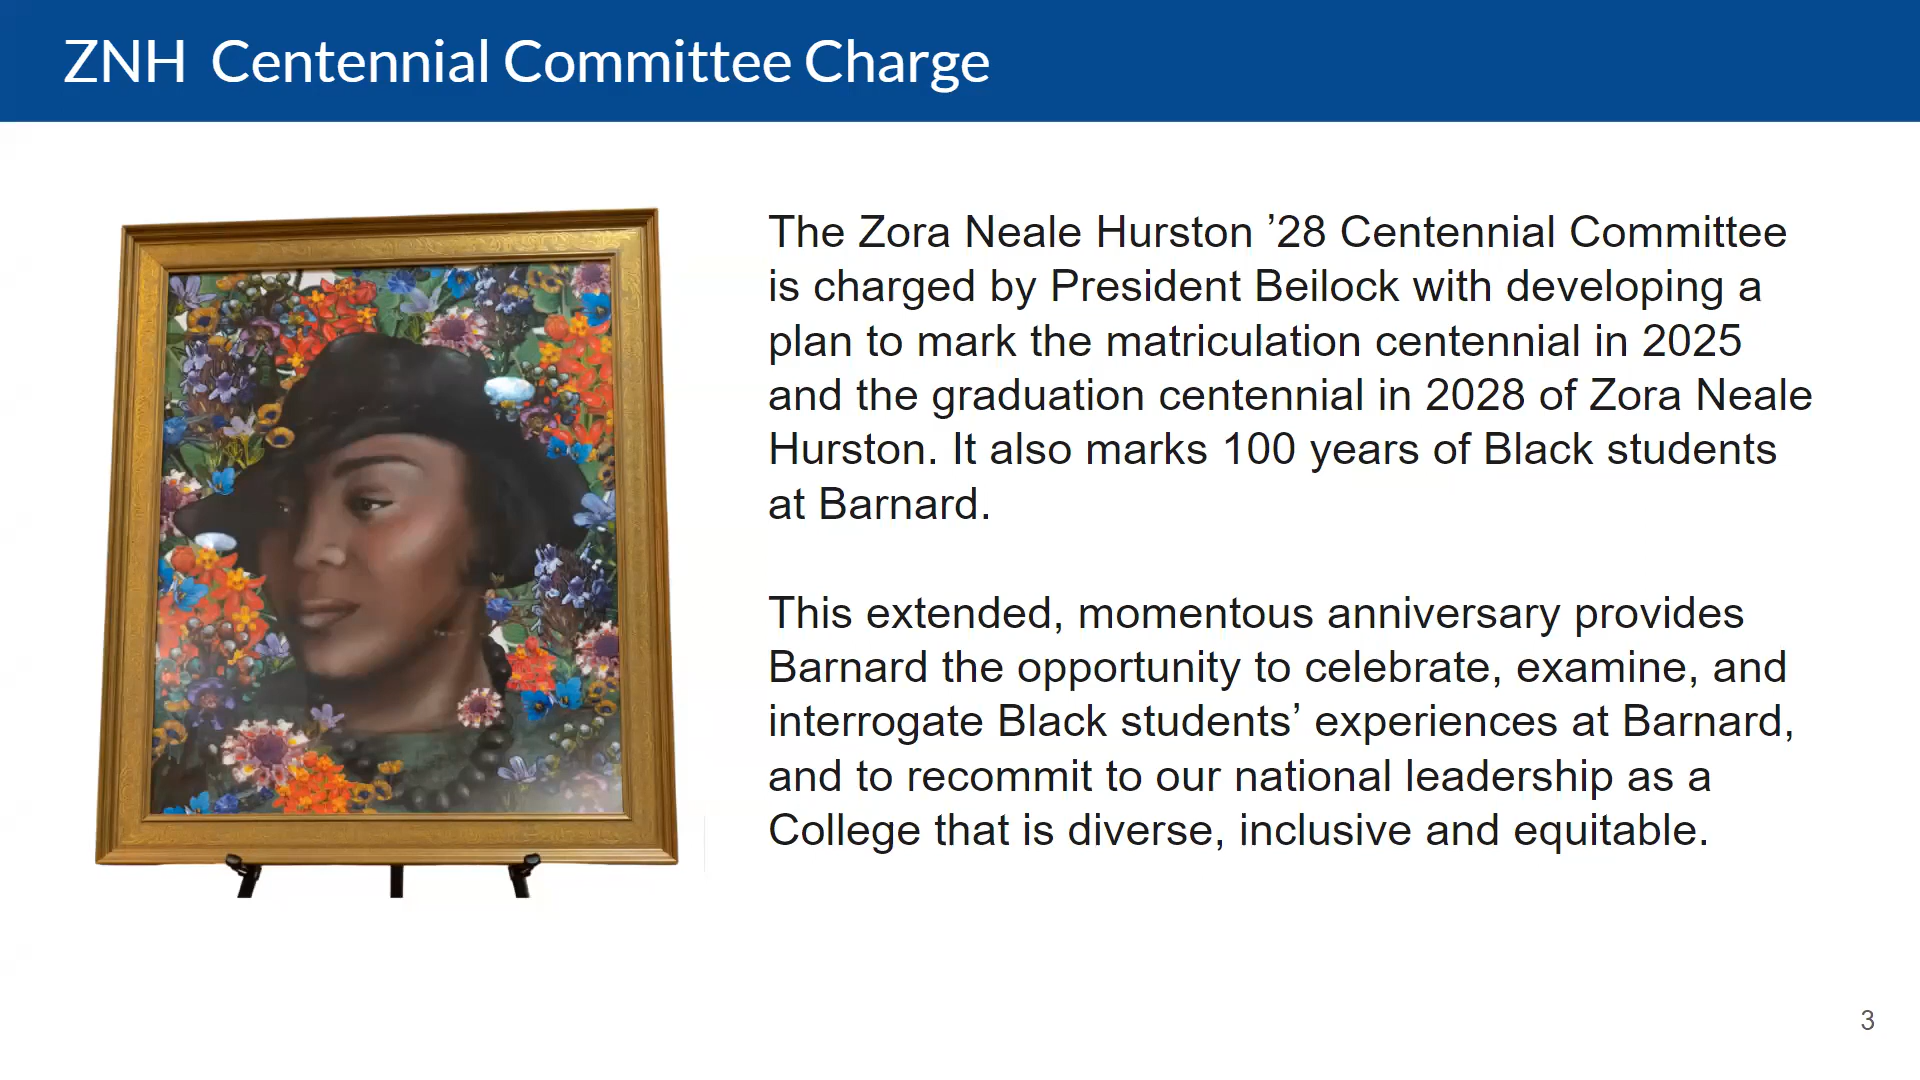 ZNH Centennial Committee Charge
The Zora Neale Hurston ’28 Centennial Committee
is charged by President Beilock with developing a
plan to mark the matriculation centennial in 2025
and the graduation centennial in 2028 of Zora Neale
Hurston. It also marks 100 years of Black students
at Barnard.
This extended, momentous anniversary provides
Barnard the opportunity to celebrate, examine, and
interrogate Black students’ experiences at Barnard,
and to recommit to our national leadership as a
College that is diverse, inclusive and equitable.
3